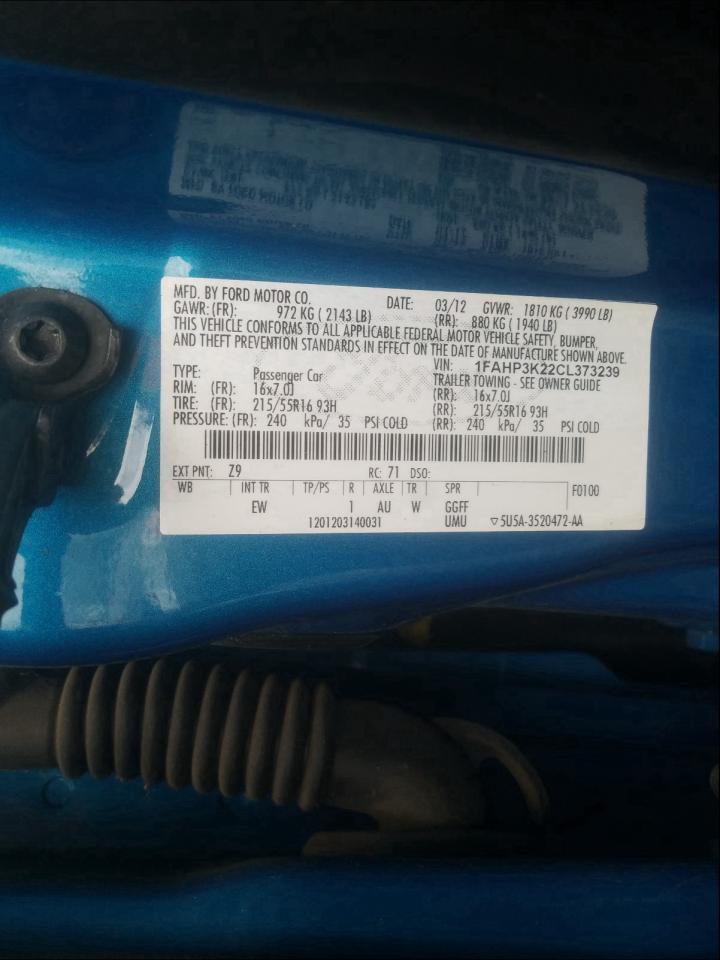 MFD. BY FORD MOTOR CO. DATE: 03/12 GVWR: 1810 KG ( 3990 LB)
GAWR: (FR): 972 KG ( 2143 LB) (RR): 880 KG ( 1940 LB)
THIS VEHICLE CONFORMS TO ALL APPLICABLE FEDERAL MOTOR VEHICLE SAFETY, BUMPER,
AND THEFT PREVENTION STANDARDS IN EFFECT ON THE DATE OF MANUFACTURE SHOWN ABOVE.
VIN: 1FAHP3K22CL373239
TYPE: Passenger Car TRAILER TOWING - SEE OWNER GUIDE
RIM: (FR): 16x7.0J (RR): 16x7.0J
TIRE: (FR): 215/55R16 93H (RR): 215/55R16 93H
PRESSURE: (FR): 240 kPa/ 35 PSI COLD (RR): 240 kPa/ 35 PSI COLD
EXT PNT: Z9 RC: 71 DSO:
WB INT TR TP/PS R AXLE TR SPR F0100
EW 1 AU W GGFF
1201203140031 UMU ▽5U5A-3520472-AA